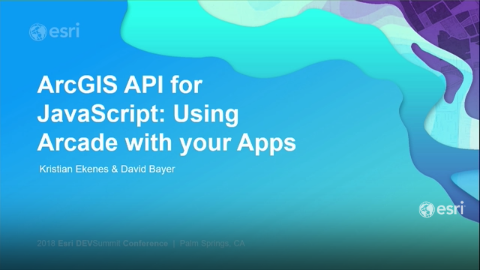 esri
ArcGIS API for
JavaScript: Using
Arcade with your Apps
Kristian Ekenes & David Bayer
esri
2018 Esri DEVSummit Conference | Palm Springs, CA